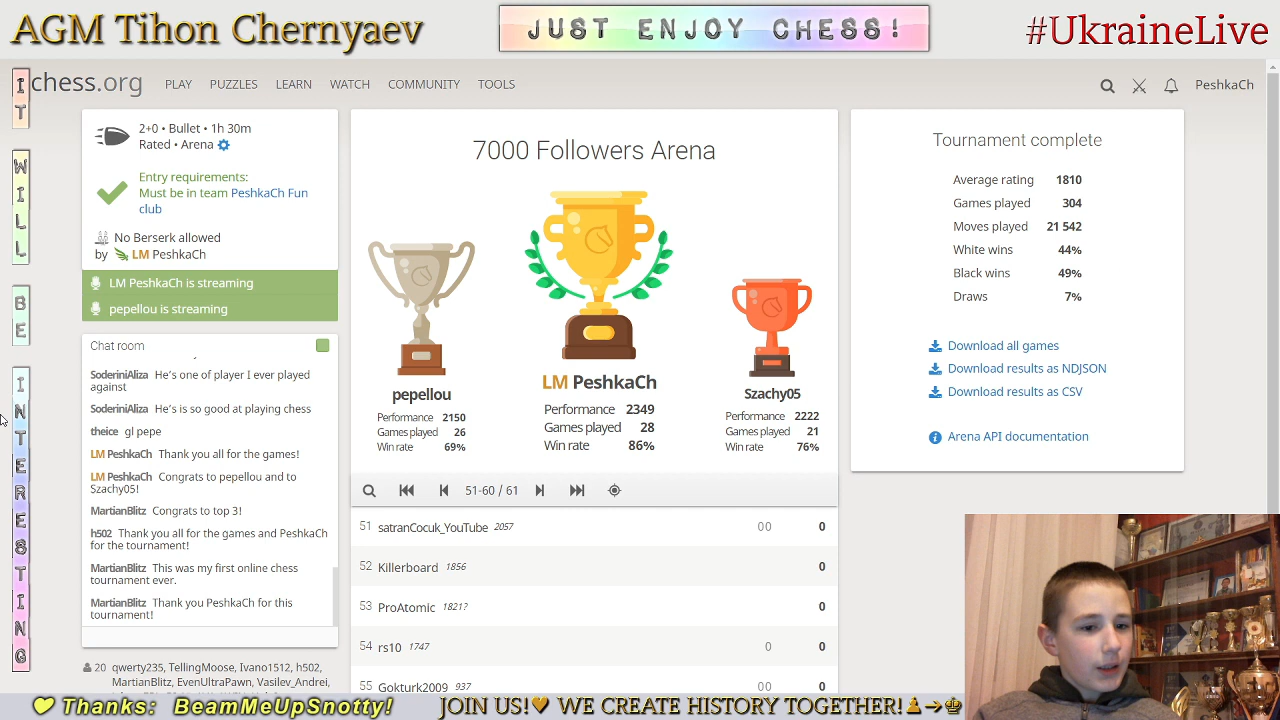 AGM Tihon Chernyaev
JUST ENJOY CHESS!
#UkraineLive
IT WILL BE INTERESTING
chess.org
PLAY PUZZLES LEARN WATCH COMMUNITY TOOLS
PeshkaCh
2+0 • Bullet • 1h 30m
Rated • Arena
Entry requirements:
Must be in team PeshkaCh Fun
club
No Berserk allowed
by LM PeshkaCh
LM PeshkaCh is streaming
pepellou is streaming
Chat room
SoderiniAliza He's one of player I ever played
against
SoderiniAliza He's is so good at playing chess
theice gl pepe
LM PeshkaCh Thank you all for the games!
LM PeshkaCh Congrats to pepellou and to
Szachy05!
MartianBlitz Congrats to top 3!
h502 Thank you all for the games and PeshkaCh
for the tournament!
MartianBlitz This was my first online chess
tournament ever.
MartianBlitz Thank you PeshkaCh for this
tournament!
20 qwerty235, TellingMoose, Ivano1512, h502,
MartianBlitz, EvenUltraPawn, Vasilev_Andrei,
7000 Followers Arena
pepellou
Performance 2150
Games played 26
Win rate 69%
LM PeshkaCh
Performance 2349
Games played 28
Win rate 86%
Szachy05
Performance 2222
Games played 21
Win rate 76%
51-60 / 61
51 satranCocuk_YouTube 2057 00 0
52 Killerboard 1856 0
53 ProAtomic 1821? 0
54 rs10 1747 0 0
55 Gokturk2009 937 00 0
Tournament complete
Average rating 1810
Games played 304
Moves played 21 542
White wins 44%
Black wins 49%
Draws 7%
Download all games
Download results as NDJSON
Download results as CSV
Arena API documentation
Thanks: BeamMeUpSnotty!
JOIN US! WE CREATE HISTORY TOGETHER!